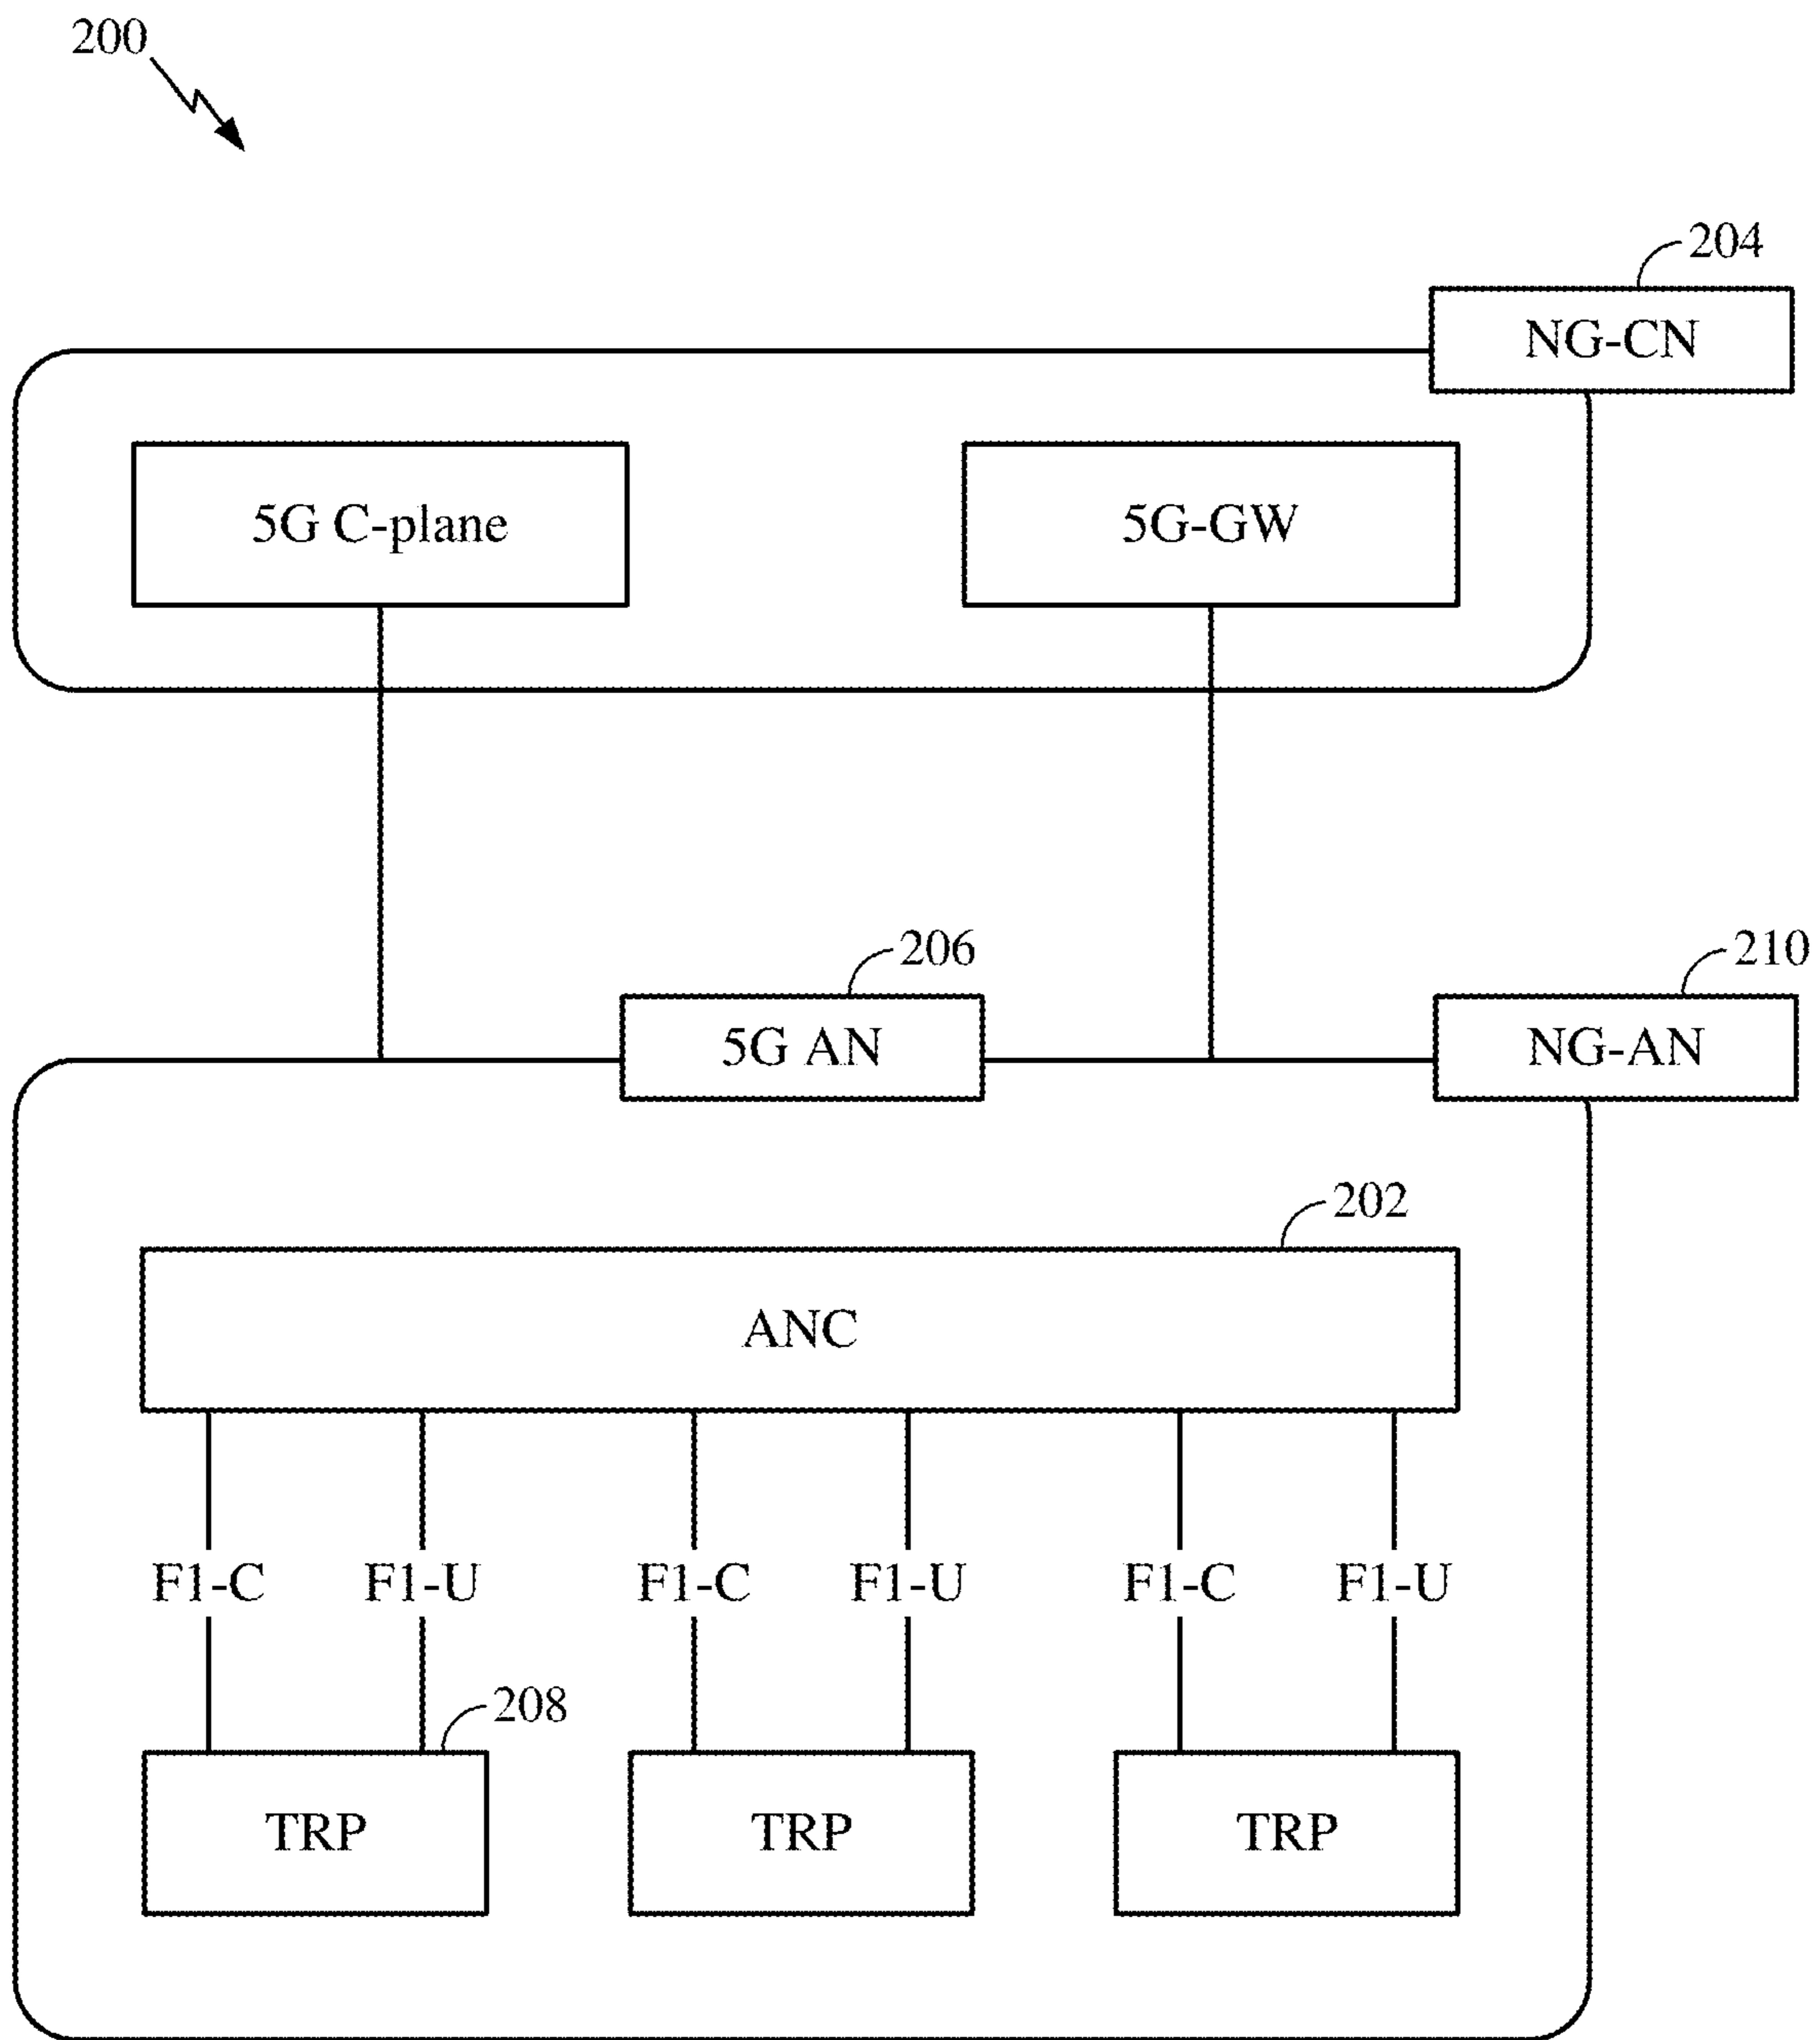 200
204
NG-CN
5G C-plane
5G-GW
206
210
5G AN
NG-AN
202
ANC
F1-C
F1-U
F1-C
F1-U
F1-C
F1-U
208
TRP
TRP
TRP